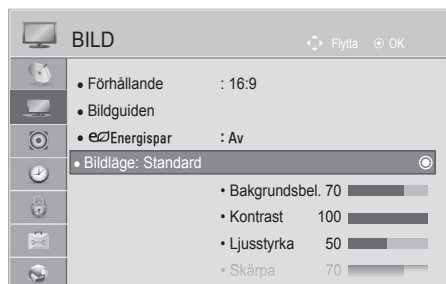 BILD
Flytta ⊙ OK
• Förhållande : 16:9
• Bildguiden
• eco Energispar : Av
• Bildläge: Standard
• Bakgrundsbel. 70
• Kontrast 100
• Ljusstyrka 50
• Skärpa 70